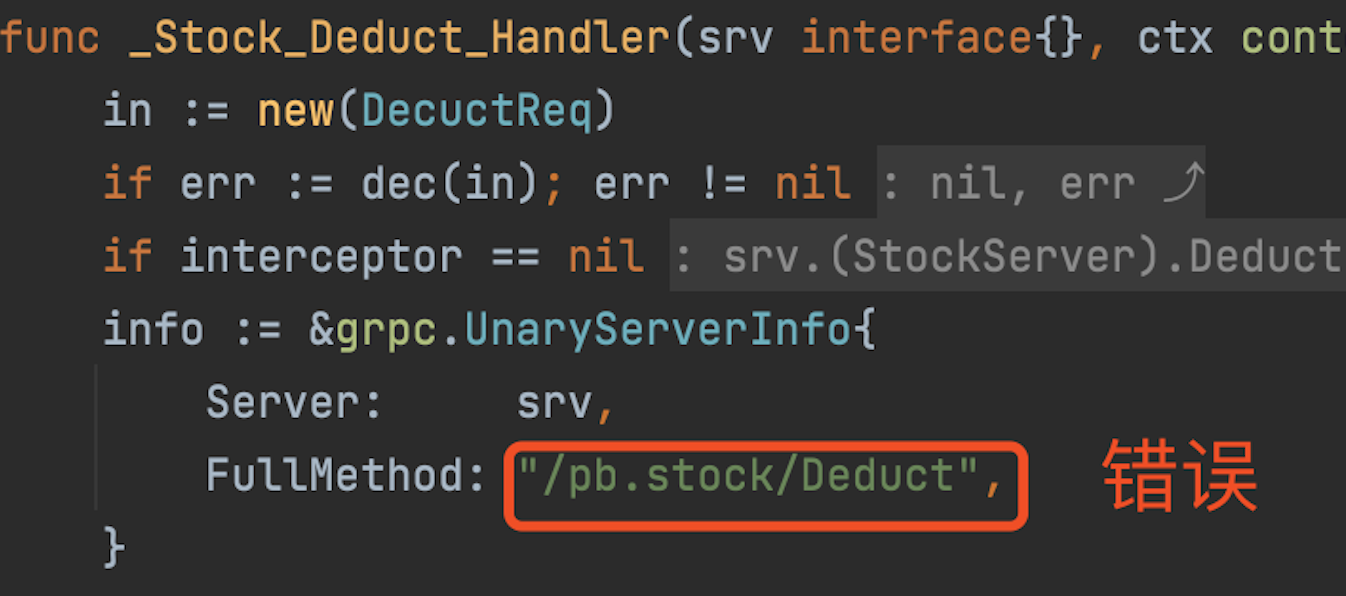 func _Stock_Deduct_Handler(srv interface{}, ctx cont
in := new(DecuctReq)
if err := dec(in); err != nil : nil, err ⤴
if interceptor == nil : srv.(StockServer).Deduct
info := &grpc.UnaryServerInfo{
Server: srv,
FullMethod: "/pb.stock/Deduct", 错误
}